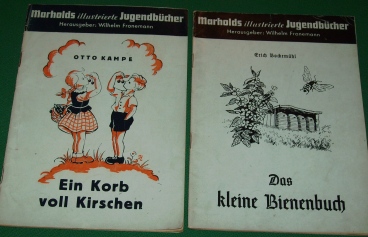 Marholds illustrierte Jugendbücher
Herausgeber: Wilhelm Fronemann
OTTO KAMPE
Ein Korb
voll Kirschen
Marholds illustrierte Jugendbücher
Herausgeber: Wilhelm Fronemann
Erich
Das
kleine Bienenbuch